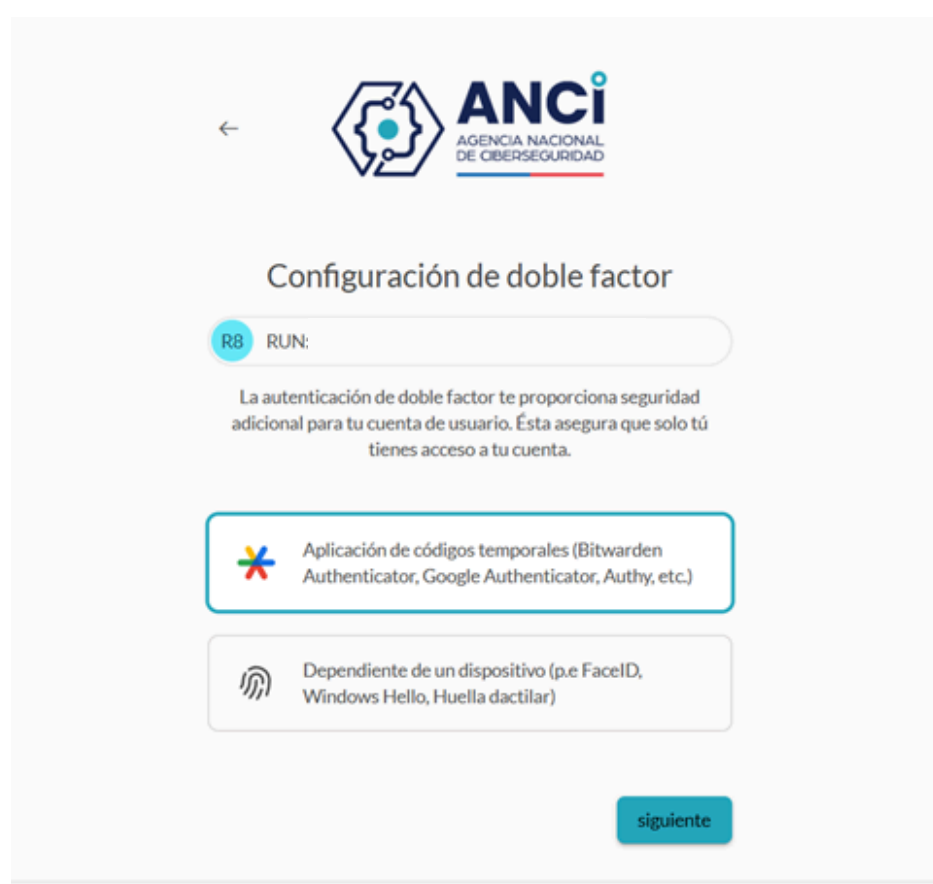 ANCi
AGENCIA NACIONAL
DE CIBERSEGURIDAD
Configuración de doble factor
R8 RUN:
La autenticación de doble factor te proporciona seguridad
adicional para tu cuenta de usuario. Ésta asegura que solo tú
tienes acceso a tu cuenta.
Aplicación de códigos temporales (Bitwarden
Authenticator, Google Authenticator, Authy, etc.)
Dependiente de un dispositivo (p.e FaceID,
Windows Hello, Huella dactilar)
siguiente